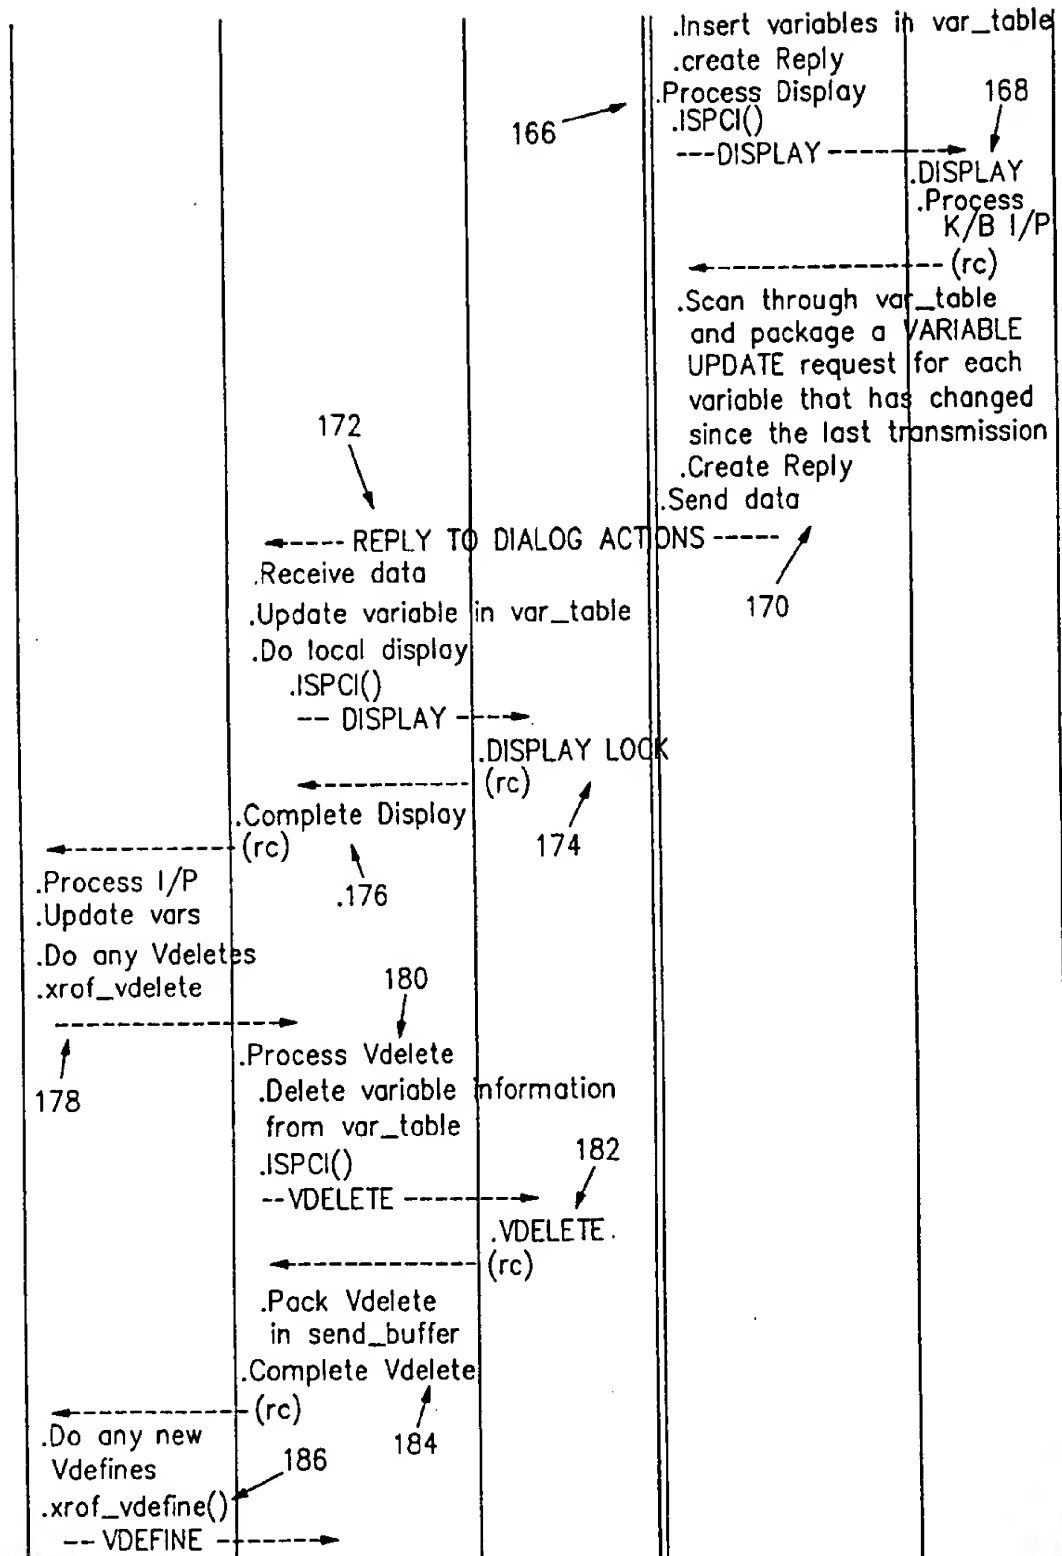 .Insert variables in var_table
.create Reply
.Process Display
168
166
.ISPCI()
---DISPLAY
.DISPLAY
.Process
K/B I/P
(rc)
.Scan through var_table
and package a VARIABLE
UPDATE request for each
variable that has changed
since the last transmission
172
.Create Reply
.Send data
REPLY TO DIALOG ACTIONS
.Receive data
170
.Update variable in var_table
.Do local display
.ISPCI()
-- DISPLAY
.DISPLAY LOCK
(rc)
.Complete Display
(rc)
174
.176
.Process I/P
.Update vars
.Do any Vdeletes
.xrof_vdelete
180
.Process Vdelete
178
.Delete variable information
from var_table
.ISPCI()
182
--VDELETE
.VDELETE.
(rc)
.Pack Vdelete
in send_buffer
.Complete Vdelete
(rc)
184
.Do any new
Vdefines
186
.xrof_vdefine()
-- VDEFINE